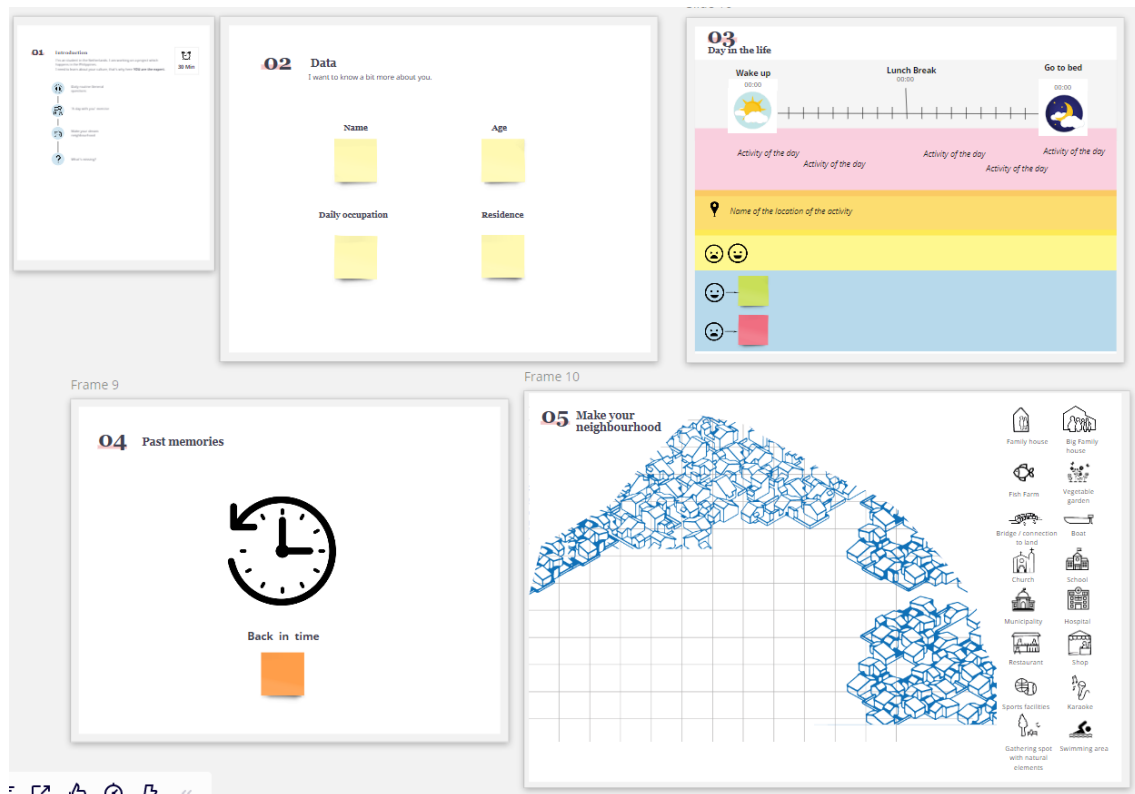 01 Introduction
30 Min
What's missing?
02 Data
I want to know a bit more about you.
Name
Age
Daily occupation
Residence
03
Day in the life
Wake up
00:00
Lunch Break
00:00
Go to bed
00:00
Activity of the day
Activity of the day
Activity of the day
Activity of the day
Activity of the day
Name of the location of the activity
Frame 9
04 Past memories
Back in time
Frame 10
05 Make your
neighbourhood
Family house
Big Family
house
Fish Farm
Vegetable
garden
Bridge / connection
to land
Boat
Church
School
Municipality
Hospital
Restaurant
Shop
Sports facilities
Karaoke
Gathering spot
with natural
elements
Swimming area